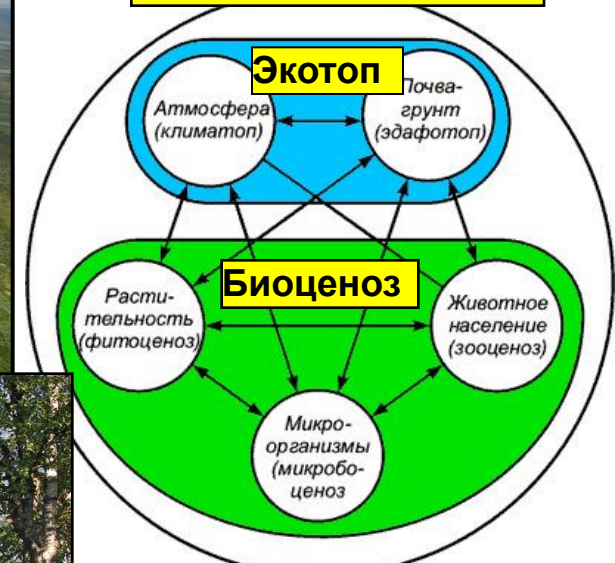 Экотоп
Атмосфера
(климатоп)
Почва-
грунт
(эдафотоп)
Биоценоз
Расти-
тельность
(фитоценоз)
Животное
население
(зооценоз)
Микро-
организмы
(микробо-
ценоз